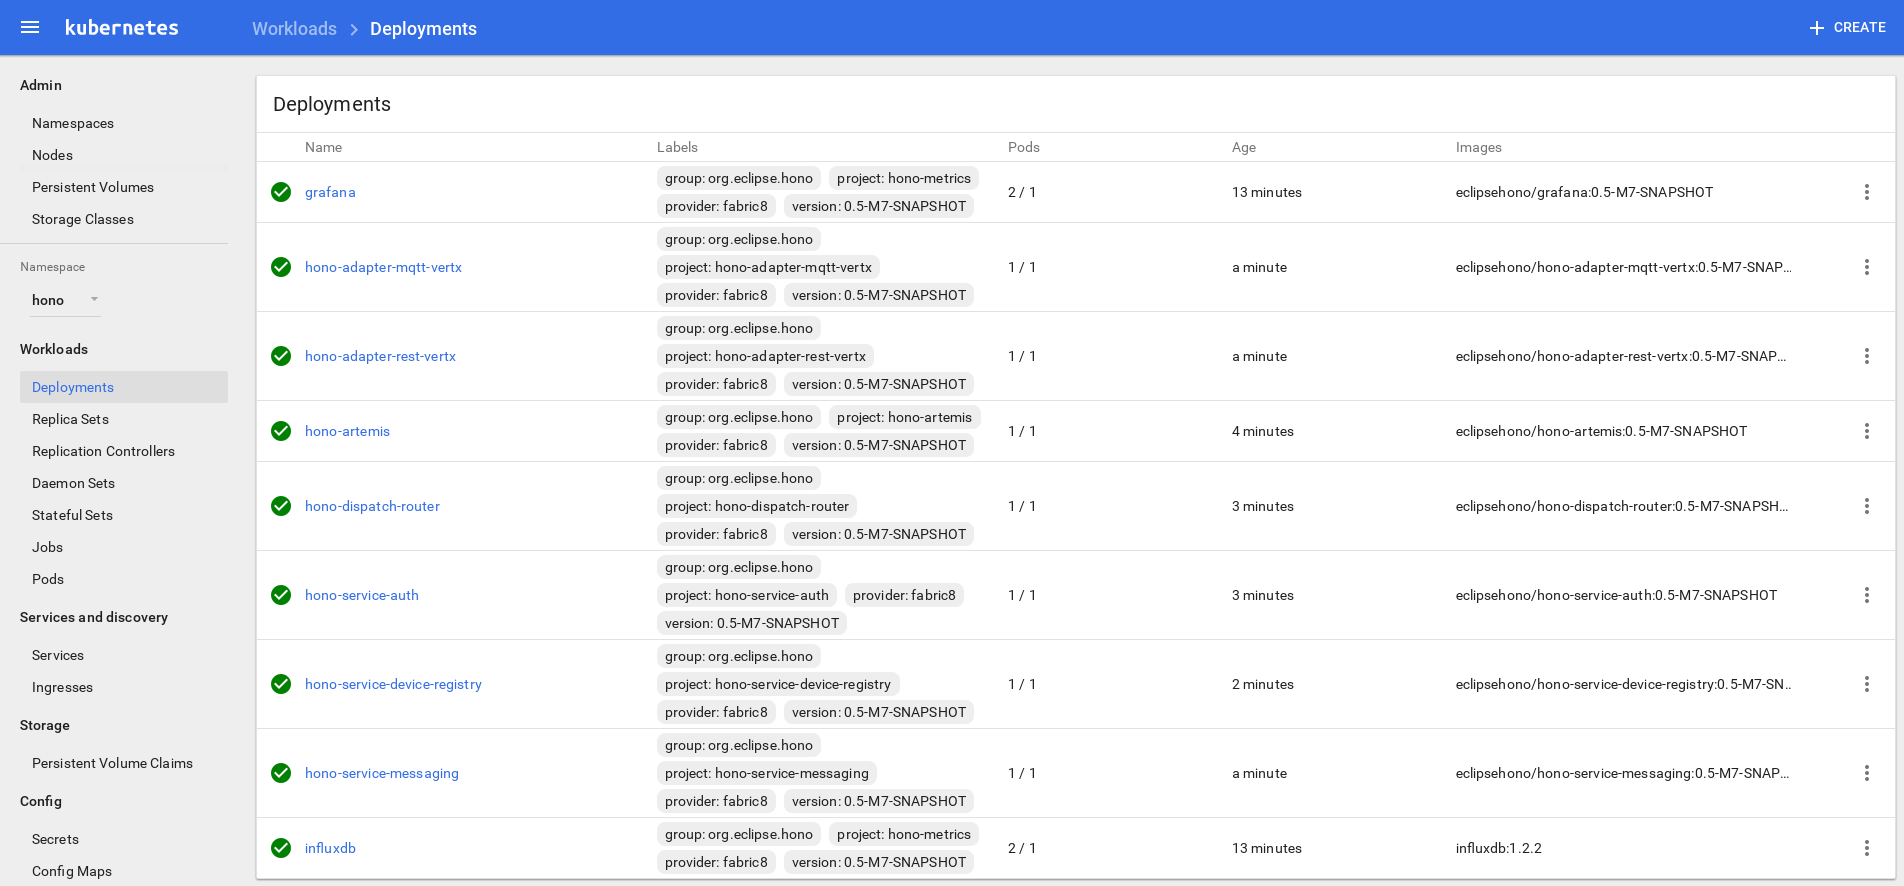 kubernetes
Workloads > Deployments
CREATE
Admin
Namespaces
Nodes
Persistent Volumes
Storage Classes
Namespace
hono
Workloads
Deployments
Replica Sets
Replication Controllers
Daemon Sets
Stateful Sets
Jobs
Pods
Services and discovery
Services
Ingresses
Storage
Persistent Volume Claims
Config
Secrets
Config Maps
Deployments
Name Labels Pods Age Images
group: org.eclipse.hono project: hono-metrics
grafana 2 / 1 13 minutes eclipsehono/grafana:0.5-M7-SNAPSHOT
provider: fabric8 version: 0.5-M7-SNAPSHOT
group: org.eclipse.hono
hono-adapter-mqtt-vertx project: hono-adapter-mqtt-vertx 1 / 1 a minute eclipsehono/hono-adapter-mqtt-vertx:0.5-M7-SNAP...
provider: fabric8 version: 0.5-M7-SNAPSHOT
group: org.eclipse.hono
hono-adapter-rest-vertx project: hono-adapter-rest-vertx 1 / 1 a minute eclipsehono/hono-adapter-rest-vertx:0.5-M7-SNAP...
provider: fabric8 version: 0.5-M7-SNAPSHOT
group: org.eclipse.hono project: hono-artemis
hono-artemis 1 / 1 4 minutes eclipsehono/hono-artemis:0.5-M7-SNAPSHOT
provider: fabric8 version: 0.5-M7-SNAPSHOT
group: org.eclipse.hono
hono-dispatch-router project: hono-dispatch-router 1 / 1 3 minutes eclipsehono/hono-dispatch-router:0.5-M7-SNAPSH...
provider: fabric8 version: 0.5-M7-SNAPSHOT
group: org.eclipse.hono
hono-service-auth project: hono-service-auth provider: fabric8 1 / 1 3 minutes eclipsehono/hono-service-auth:0.5-M7-SNAPSHOT
version: 0.5-M7-SNAPSHOT
group: org.eclipse.hono
hono-service-device-registry project: hono-service-device-registry 1 / 1 2 minutes eclipsehono/hono-service-device-registry:0.5-M7-SN..
provider: fabric8 version: 0.5-M7-SNAPSHOT
group: org.eclipse.hono
hono-service-messaging project: hono-service-messaging 1 / 1 a minute eclipsehono/hono-service-messaging:0.5-M7-SNAP...
provider: fabric8 version: 0.5-M7-SNAPSHOT
group: org.eclipse.hono project: hono-metrics
influxdb 2 / 1 13 minutes influxdb:1.2.2
provider: fabric8 version: 0.5-M7-SNAPSHOT